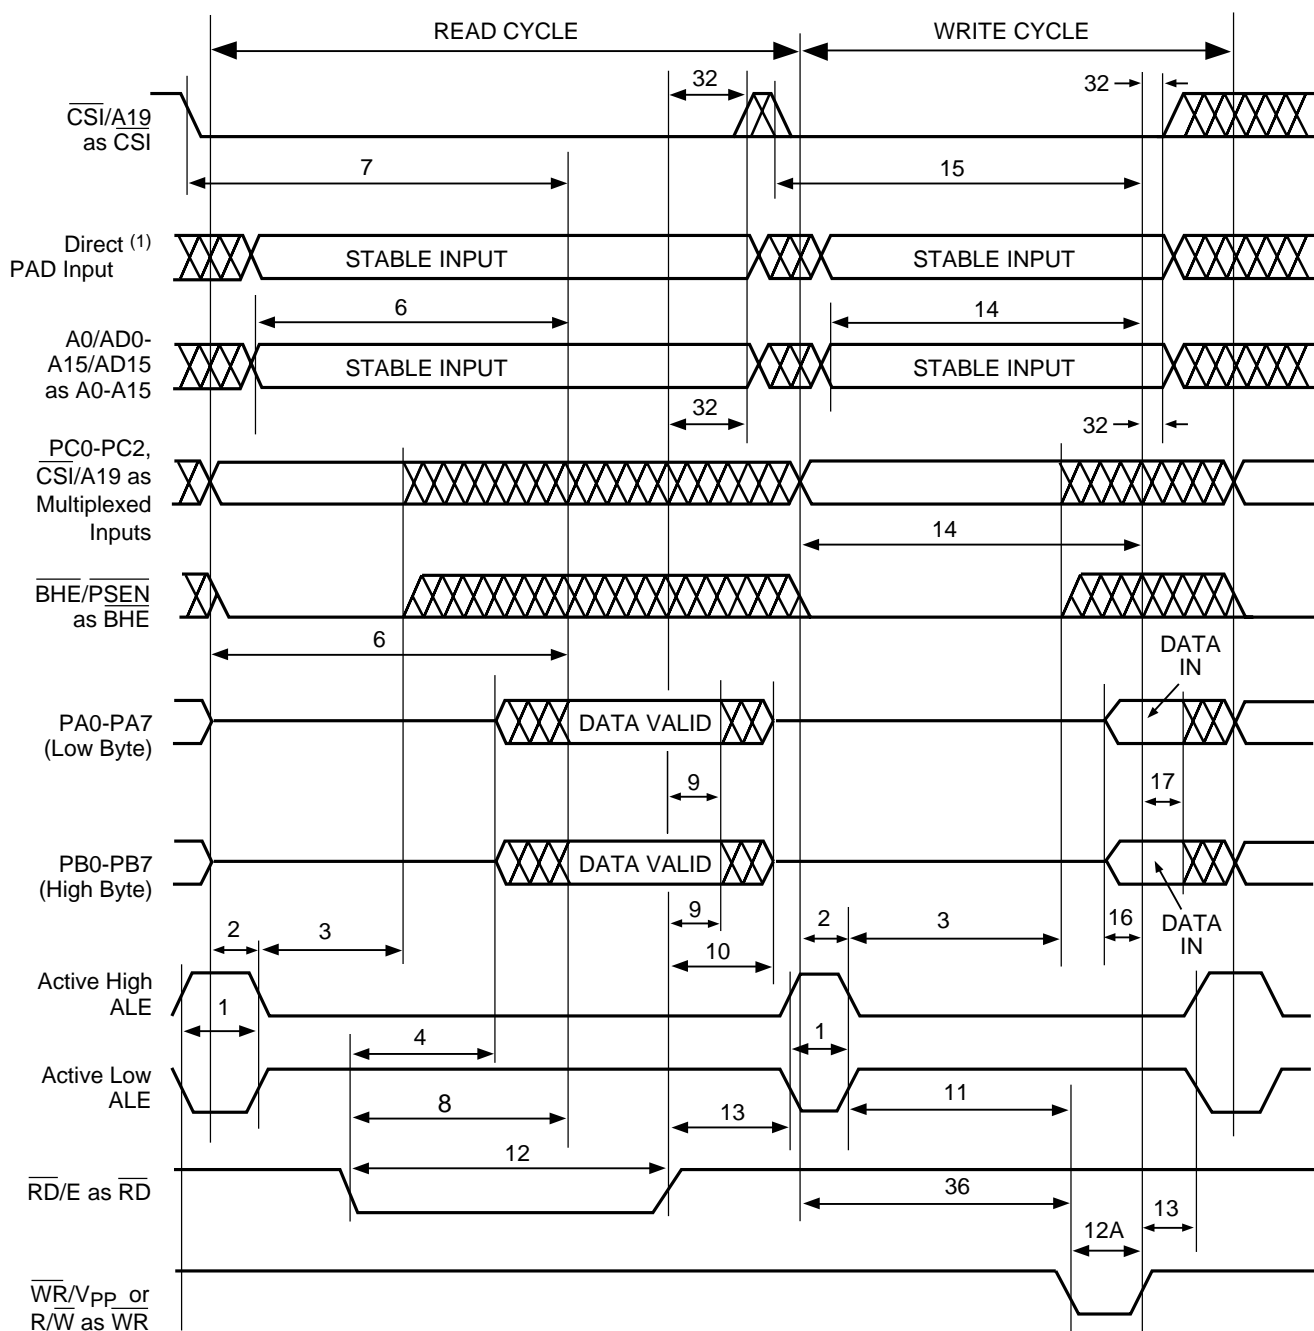 READ CYCLE
WRITE CYCLE
32
32
CSI/A19
as CSI
7
15
Direct (1)
PAD Input
STABLE INPUT
STABLE INPUT
6
14
A0/AD0-
A15/AD15
as A0-A15
STABLE INPUT
STABLE INPUT
32
32
PC0-PC2,
CSI/A19 as
Multiplexed
Inputs
14
BHE/PSEN
as BHE
6
DATA
IN
PA0-PA7
(Low Byte)
DATA VALID
9
17
PB0-PB7
(High Byte)
DATA VALID
9
DATA
IN
2
3
2
3
16
10
Active High
ALE
1
4
1
Active Low
ALE
8
11
13
12
RD/E as RD
36
13
12A
WR/VPP or
R/W as WR